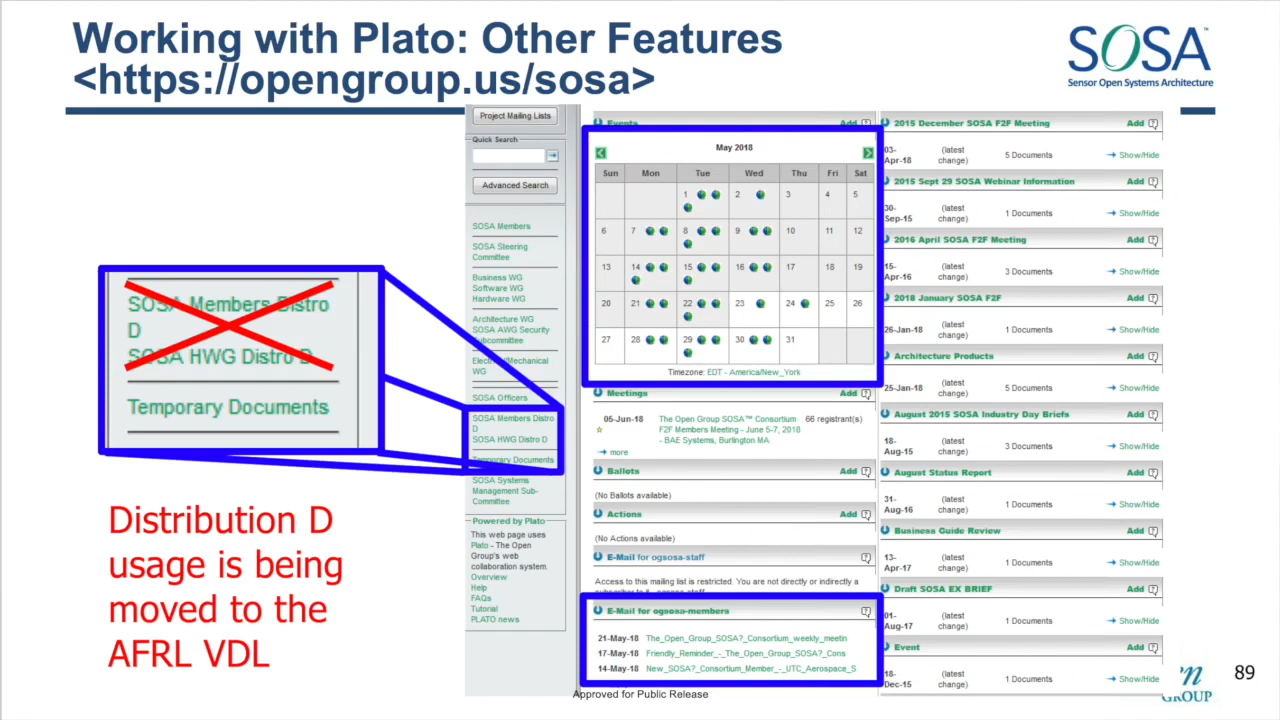 Working with Plato: Other Features
<https://opengroup.us/sosa>
SOSA™
Sensor Open Systems Architecture
Project Mailing Lists
Quick Search
Advanced Search
SOSA Members
SOSA Steering
Committee
Business WG
Software WG
Hardware WG
Architecture WG
SOSA AWG Security
Subcommittee
WG
SOSA Officers
SOSA Members Distro
D
SOSA HWG Distro D
Temporary Documents
SOSA Systems
Management Sub-
Committee
Powered by Plato
This web page uses
Plato - The Open
Group's web
collaboration system.
Overview
Help
FAQs
Tutorial
PLATO news
SOSA Members Distro
D
SOSA HWG Distro D
Temporary Documents
Distribution D
usage is being
moved to the
AFRL VDL
Events Add
May 2018
Sun Mon Tue Wed Thu Fri Sat
1 2 3 4 5
6 7 8 9 10 11 12
13 14 15 16 17 18 19
20 21 22 23 24 25 26
27 28 29 30 31
Timezone: EDT - America/New_York
Meetings Add
05-Jun-18 The Open Group SOSA™ Consortium 66 registrant(s)
F2F Members Meeting - June 5-7, 2018
- BAE Systems, Burlington MA
more
Ballots Add
(No Ballots available)
Actions Add
(No Actions available)
E-Mail for ogsosa-staff
Access to this mailing list is restricted. You are not directly or indirectly a
E-Mail for ogsosa-members
21-May-18 The_Open_Group_SOSA?_Consortium_weekly_meetin
17-May-18 Friendly_Reminder_-_The_Open_Group_SOSA?_Cons
14-May-18 New_SOSA?_Consortium_Member_-_UTC_Aerospace_S
2015 December SOSA F2F Meeting Add
03-
Apr-18 (latest
change) 5 Documents Show/Hide
2015 Sept 29 SOSA Webinar Information Add
30-
Sep-15 (latest
change) 1 Documents Show/Hide
2016 April SOSA F2F Meeting Add
15-
Apr-16 (latest
change) 3 Documents Show/Hide
2018 January SOSA F2F Add
26-Jan-18 (latest
change) 1 Documents Show/Hide
Architecture Products Add
25-Jan-18 (latest
change) 5 Documents Show/Hide
August 2015 SOSA Industry Day Briefs Add
18-
Aug-15 (latest
change) 3 Documents Show/Hide
August Status Report Add
31-
Aug-16 (latest
change) 1 Documents Show/Hide
Business Guide Review Add
13-
Apr-17 (latest
change) 1 Documents Show/Hide
Draft SOSA EX BRIEF Add
01-
Aug-17 (latest
change) 1 Documents Show/Hide
Event Add
18-
Dec-15 (latest
change) 1 Documents Show/Hide
Approved for Public Release
GROUP
89